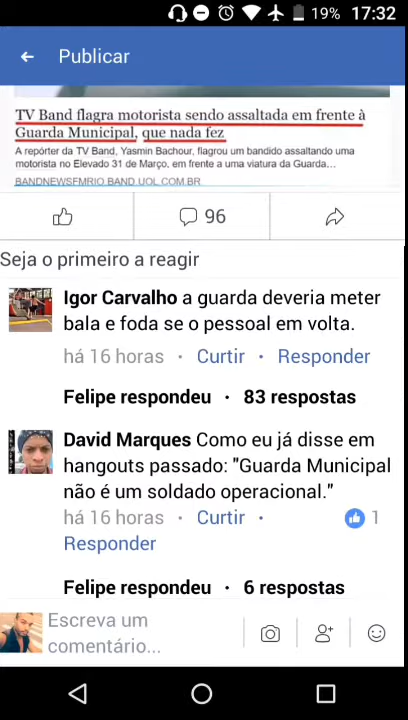 19% 17:32
Publicar
TV Band flagra motorista sendo assaltada em frente à
Guarda Municipal, que nada fez
A repórter da TV Band, Yasmin Bachour, flagrou um bandido assaltando uma
motorista no Elevado 31 de Março, em frente a uma viatura da Guarda...
BANDNEWSFMRIO.BAND.UOL.COM.BR
96
Seja o primeiro a reagir
Igor Carvalho a guarda deveria meter
bala e foda se o pessoal em volta.
há 16 horas · Curtir · Responder
Felipe respondeu · 83 respostas
David Marques Como eu já disse em
hangouts passado: "Guarda Municipal
não é um soldado operacional."
há 16 horas · Curtir · 1
Responder
Felipe respondeu · 6 respostas
Escreva um
comentário...